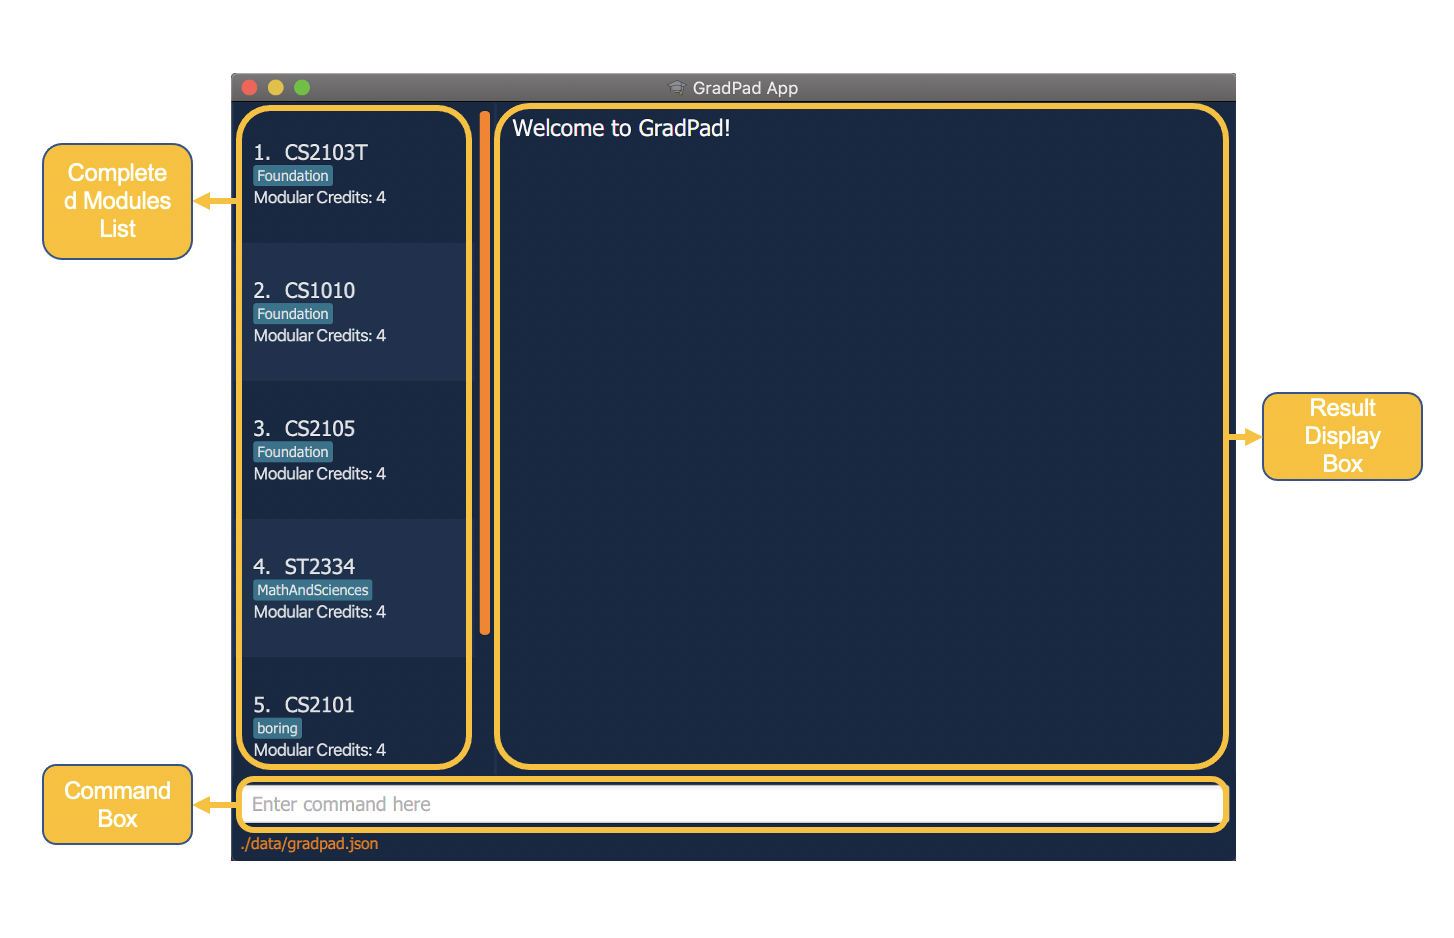 GradPad App
Welcome to GradPad!
1. CS2103T
Foundation
Modular Credits: 4
2. CS1010
Foundation
Modular Credits: 4
3. CS2105
Foundation
Modular Credits: 4
4. ST2334
MathAndSciences
Modular Credits: 4
5. CS2101
boring
Modular Credits: 4
Enter command here
./data/gradpad.json
Complete
d Modules
List
Result
Display
Box
Command
Box